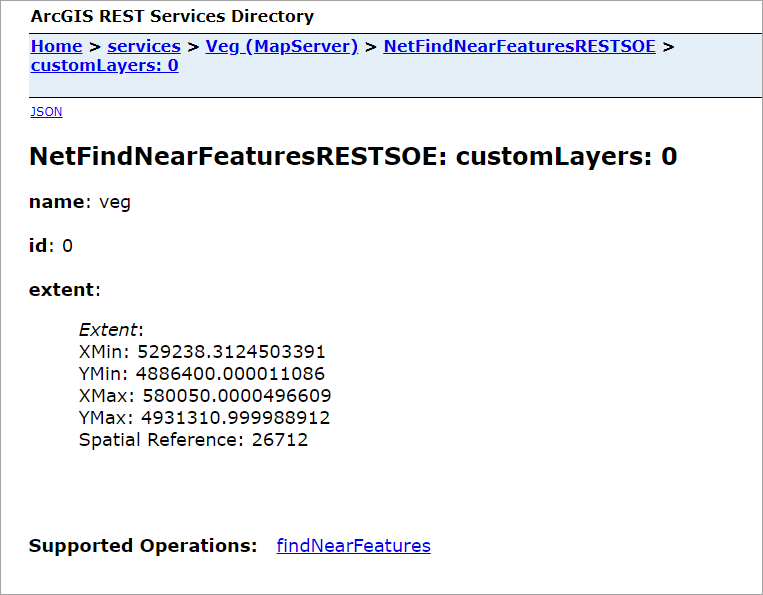 ArcGIS REST Services Directory
Home > services > Veg (MapServer) > NetFindNearFeaturesRESTSOE >
customLayers: 0
JSON
NetFindNearFeaturesRESTSOE: customLayers: 0
name: veg
id: 0
extent:
Extent:
XMin: 529238.3124503391
YMin: 4886400.000011086
XMax: 580050.0000496609
YMax: 4931310.999988912
Spatial Reference: 26712
Supported Operations: findNearFeatures